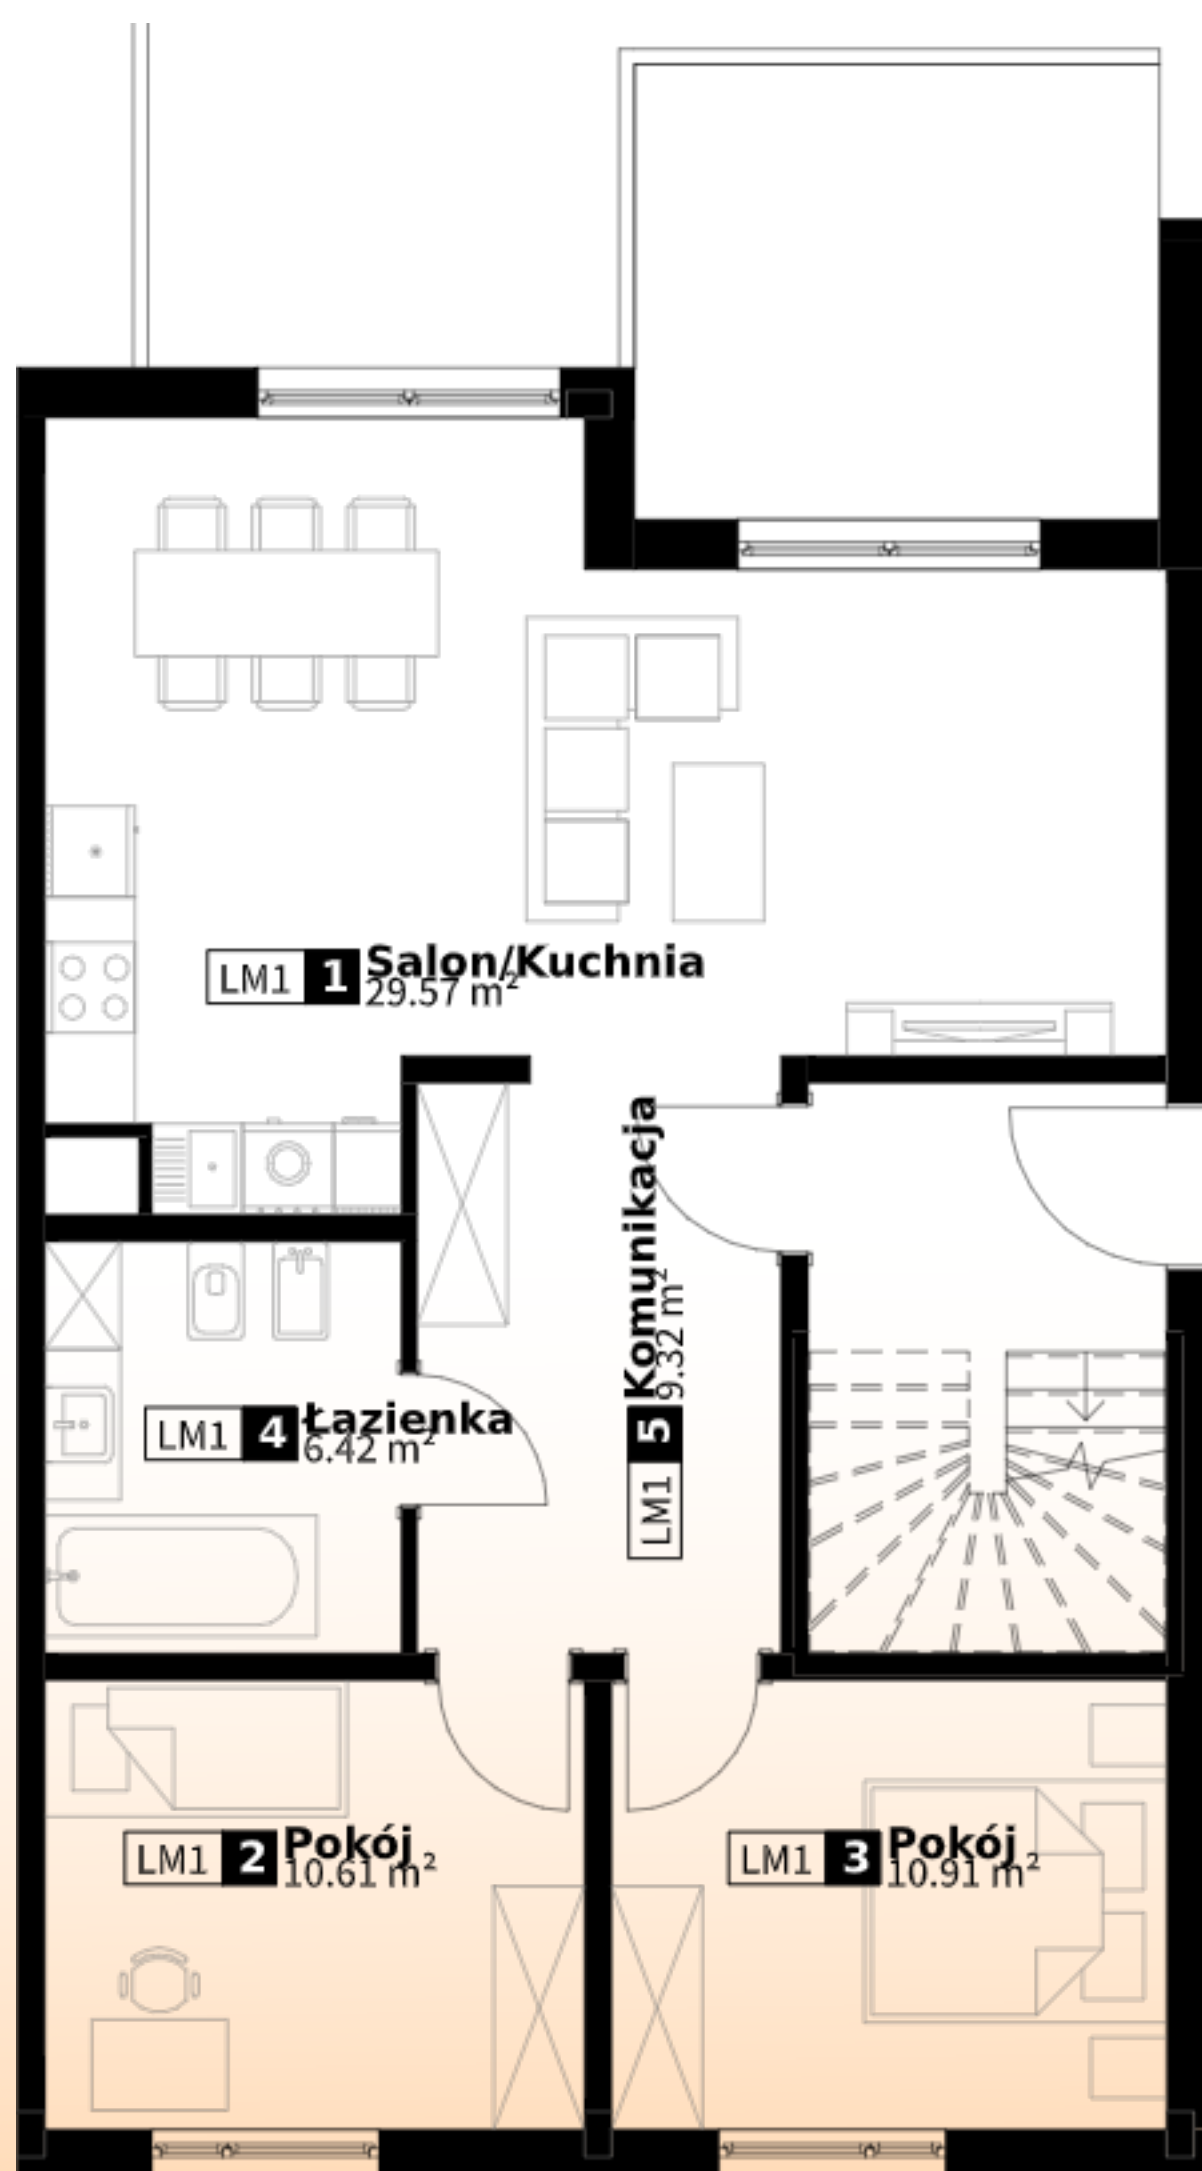 LM1 1 Salon/Kuchnia
29.57 m²
LM1 5 Komunikacja
9.32 m²
LM1 4 Łazienka
6.42 m²
LM1 2 Pokój
10.61 m²
LM1 3 Pokój
10.91 m²